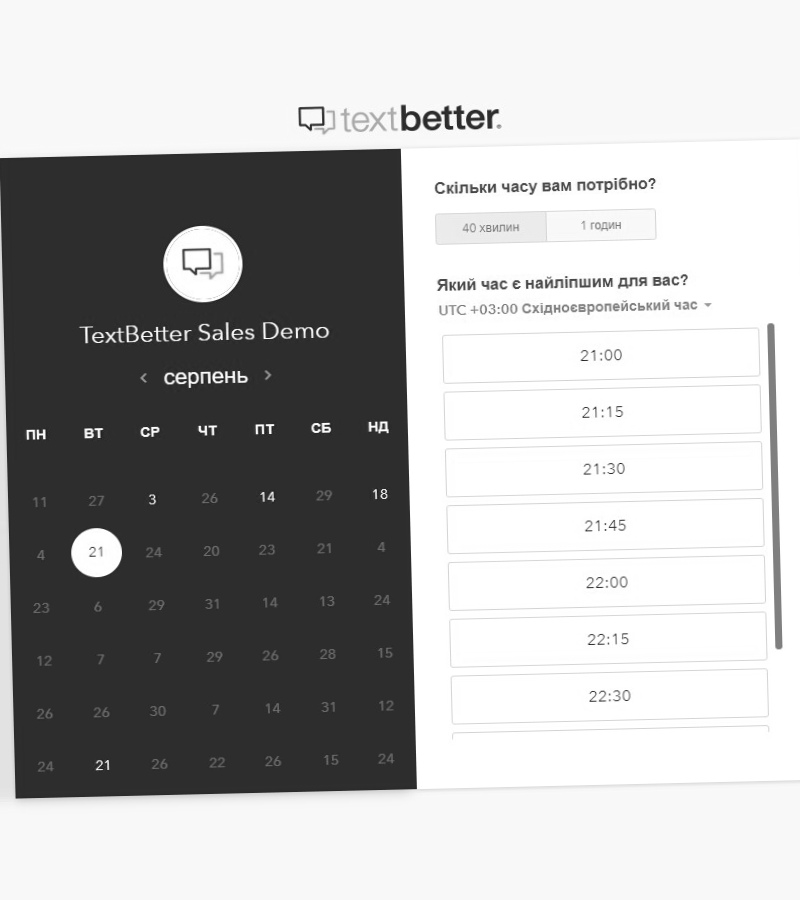 textbetter.
TextBetter Sales Demo
‹ серпень ›
ПН ВТ СР ЧТ ПТ СБ НД
11 27 3 26 14 29 18
4 21 24 20 23 21 4
23 6 29 31 14 13 24
12 7 7 29 26 28 15
26 26 30 7 14 31 12
24 21 26 22 26 15 24
Скільки часу вам потрібно?
40 хвилин 1 годин
Який час є найліпшим для вас?
UTC +03:00 Східноєвропейський час
21:00
21:15
21:30
21:45
22:00
22:15
22:30